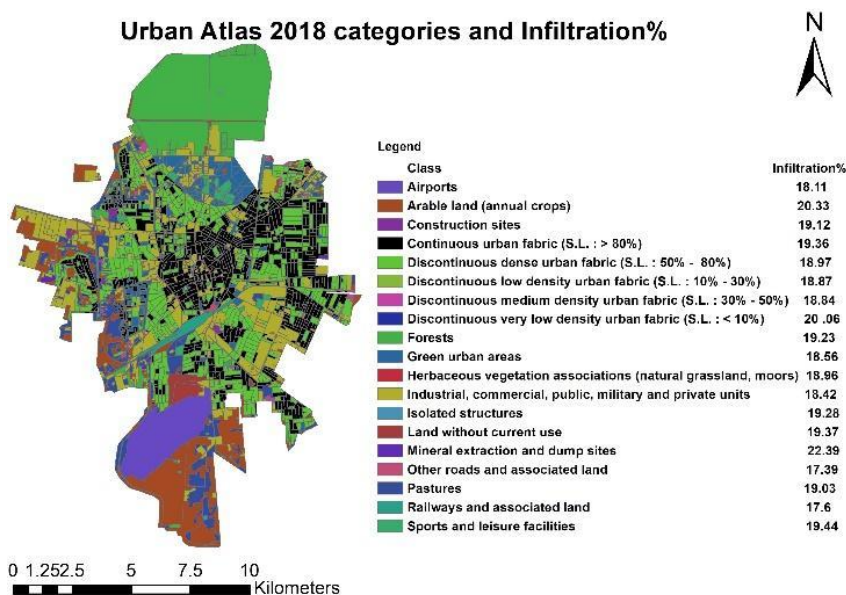 Urban Atlas 2018 categories and Infiltration%
N
Legend
Class Infiltration%
Airports 18.11
Arable land (annual crops) 20.33
Construction sites 19.12
Continuous urban fabric (S.L. : > 80%) 19.36
Discontinuous dense urban fabric (S.L. : 50% - 80%) 18.97
Discontinuous low density urban fabric (S.L. : 10% - 30%) 18.87
Discontinuous medium density urban fabric (S.L. : 30% - 50%) 18.84
Discontinuous very low density urban fabric (S.L. : < 10%) 20 .06
Forests 19.23
Green urban areas 18.56
Herbaceous vegetation associations (natural grassland, moors) 18.96
Industrial, commercial, public, military and private units 18.42
Isolated structures 19.28
Land without current use 19.37
Mineral extraction and dump sites 22.39
Other roads and associated land 17.39
Pastures 19.03
Railways and associated land 17.6
Sports and leisure facilities 19.44
0 1.252.5 5 7.5 10
Kilometers